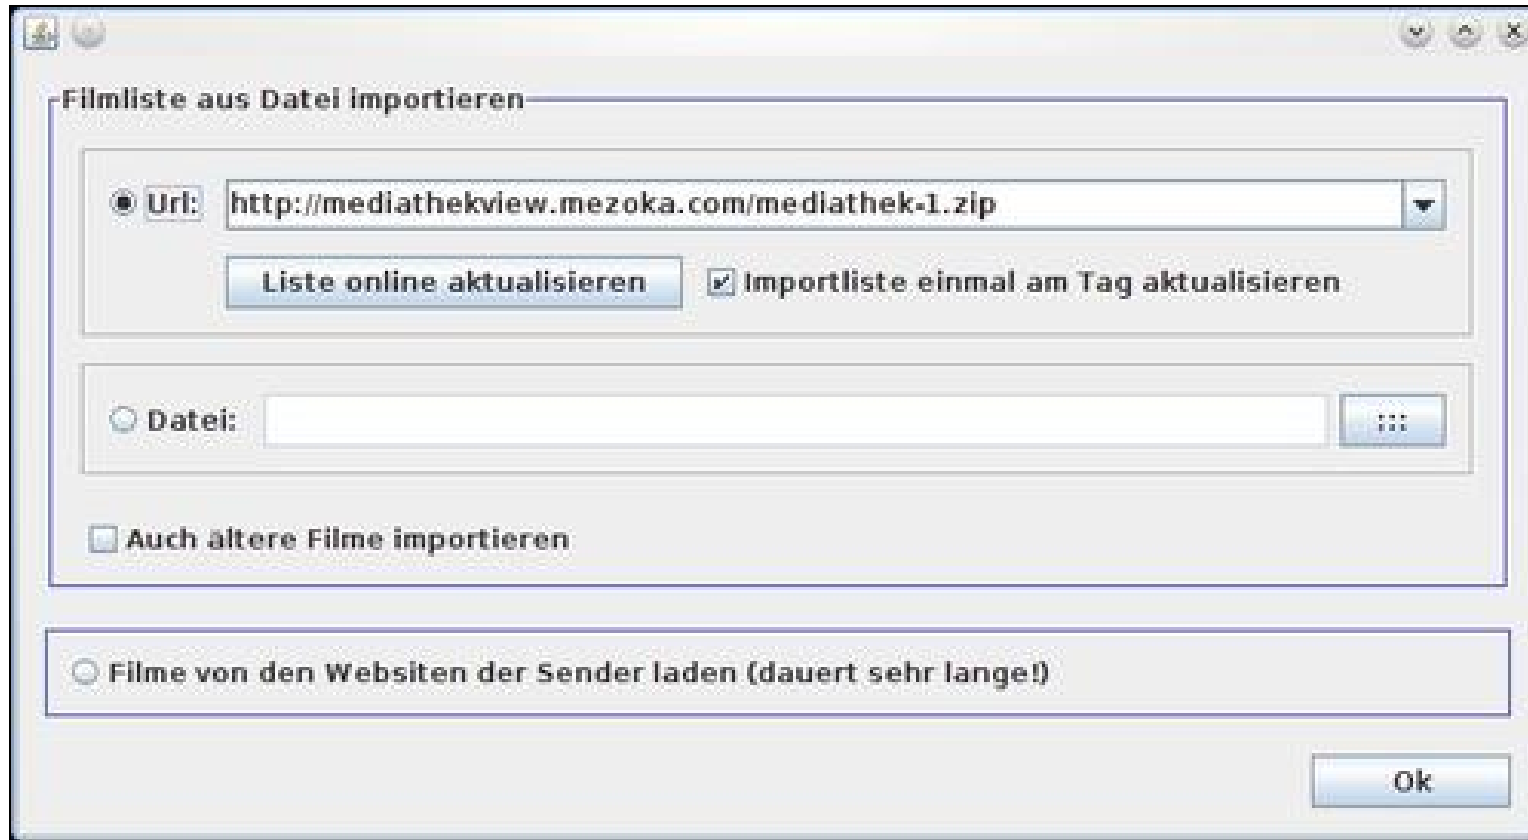 Filmliste aus Datei importieren
Url: http://mediathekview.mezoka.com/mediathek-1.zip
Liste online aktualisieren Importliste einmal am Tag aktualisieren
Datei: :::
Auch ältere Filme importieren
Filme von den Websiten der Sender laden (dauert sehr lange!)
Ok